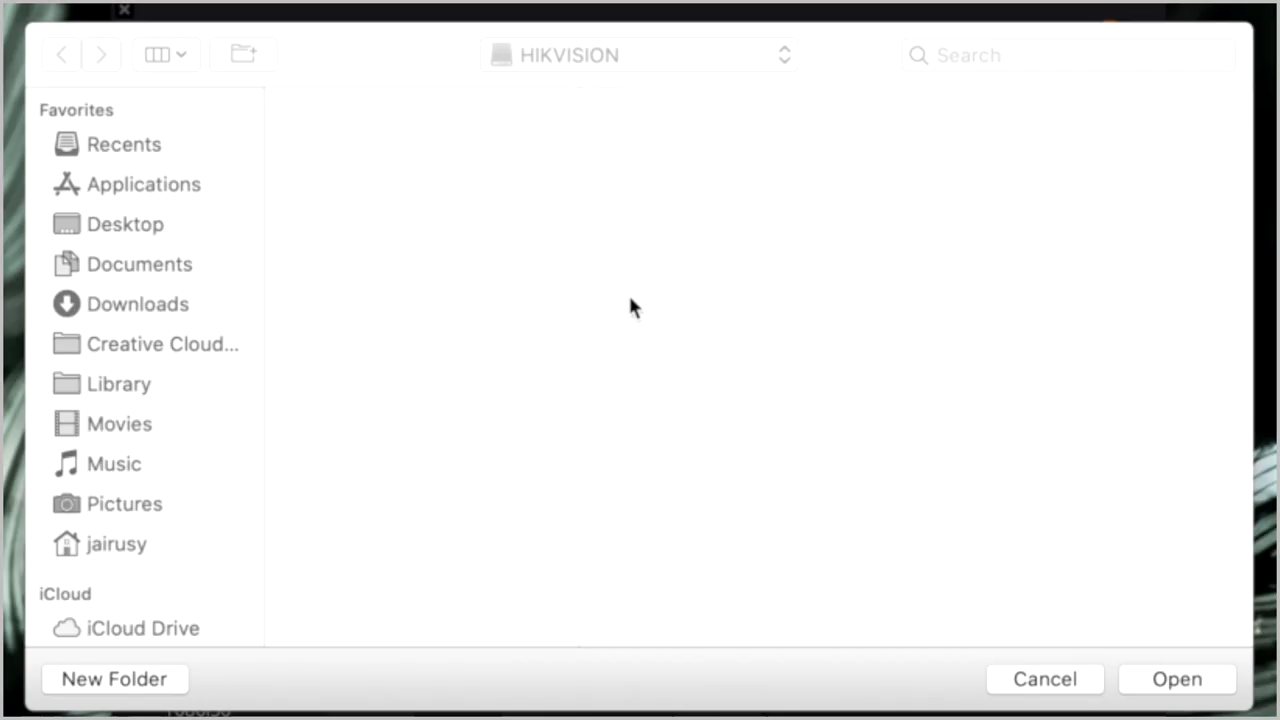 HIKVISION
Search
Favorites
Recents
Applications
Desktop
Documents
Downloads
Creative Cloud...
Library
Movies
Music
Pictures
jairusy
iCloud
iCloud Drive
New Folder
Cancel
Open